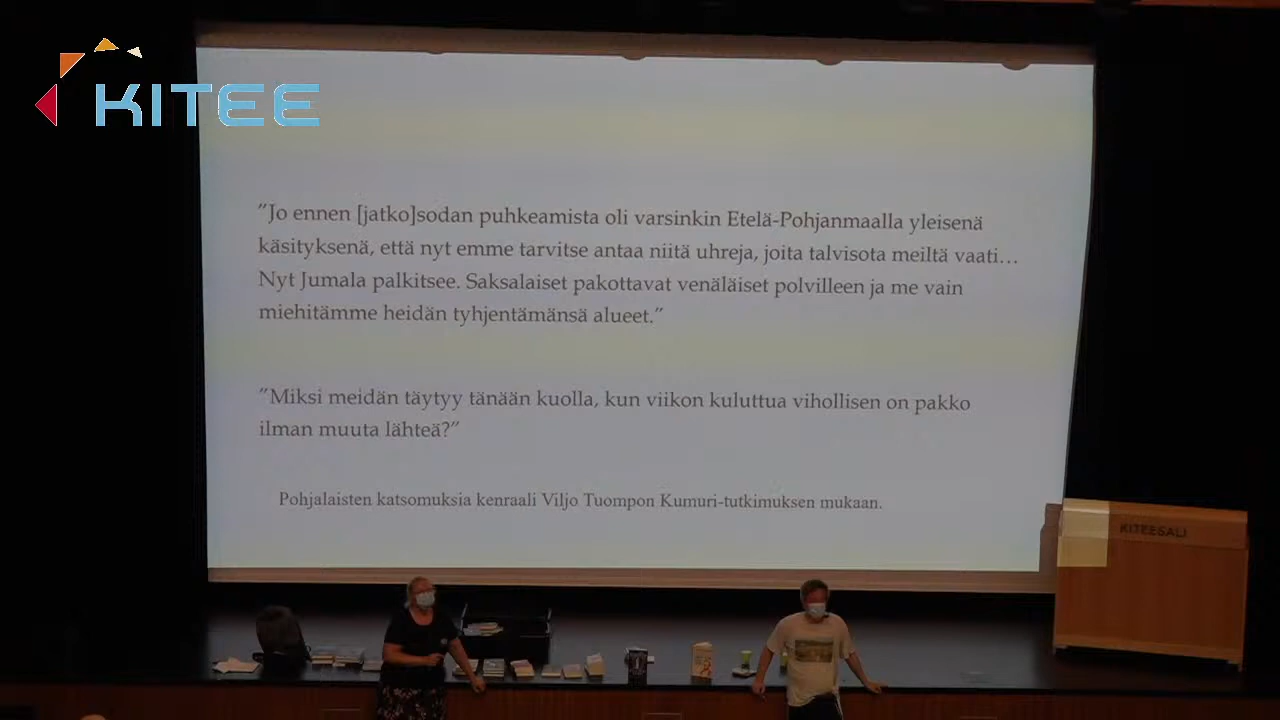 KITEE
”Jo ennen [jatko]sodan puhkeamista oli varsinkin Etelä-Pohjanmaalla yleisenä
käsityksenä, että nyt emme tarvitse antaa niitä uhreja, joita talvisota meiltä vaati…
Nyt Jumala palkitsee. Saksalaiset pakottavat venäläiset polvilleen ja me vain
miehitämme heidän tyhjentämänsä alueet.”
”Miksi meidän täytyy tänään kuolla, kun viikon kuluttua vihollisen on pakko
ilman muuta lähteä?”
Pohjalaisten katsomuksia kenraali Viljo Tuompon Kumuri-tutkimuksen mukaan.
KITEESALI